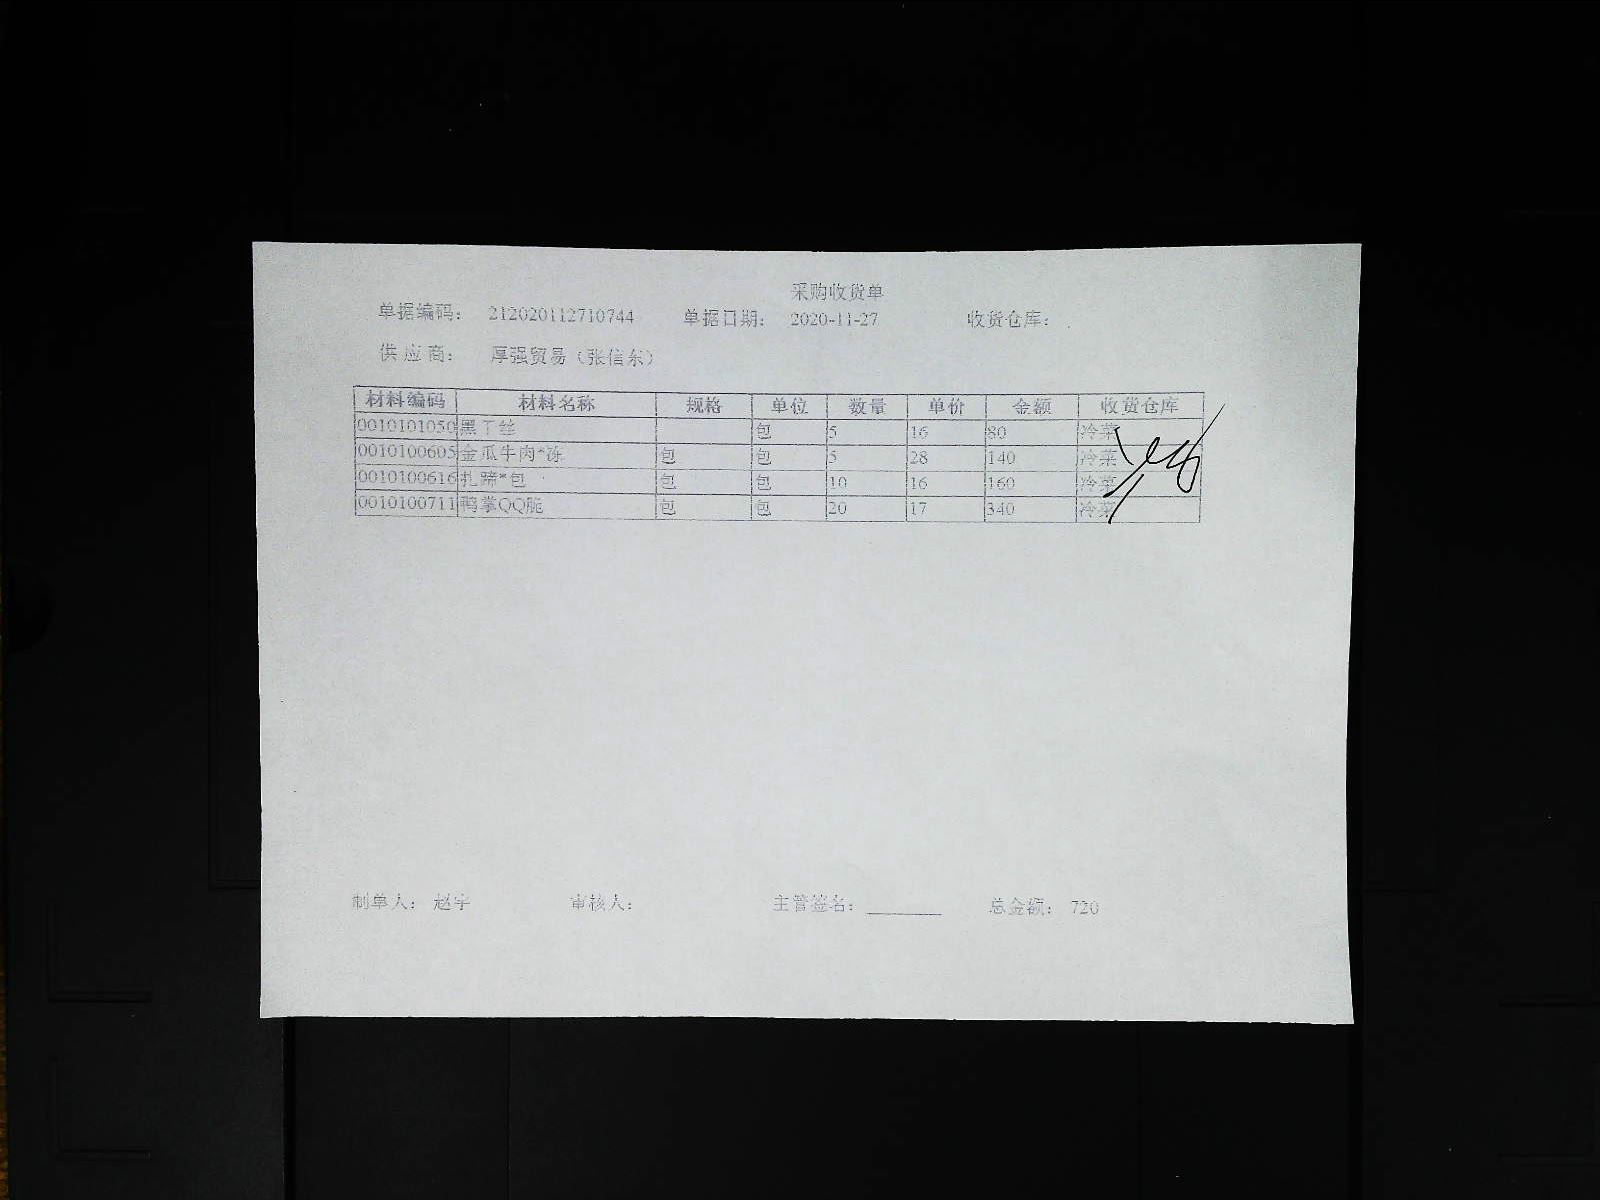 采购收货单
单据编码： 212020112710744 单据日期： 2020-11-27 收货仓库：
供应商： 厚强贸易（张信东）
材料编码 材料名称 规格 单位 数量 单价 金额 收货仓库
0010101050 黑丁丝 包 5 16 80 冷菜
0010100605 金瓜牛肉*冻 包 包 5 28 140 冷菜
0010100616 扎蹄*包 包 包 10 16 160 冷菜
0010100711 鸭掌QQ脆 包 包 20 17 340 冷菜
制单人： 赵宇 审核人： 主管签名： 总金额： 720